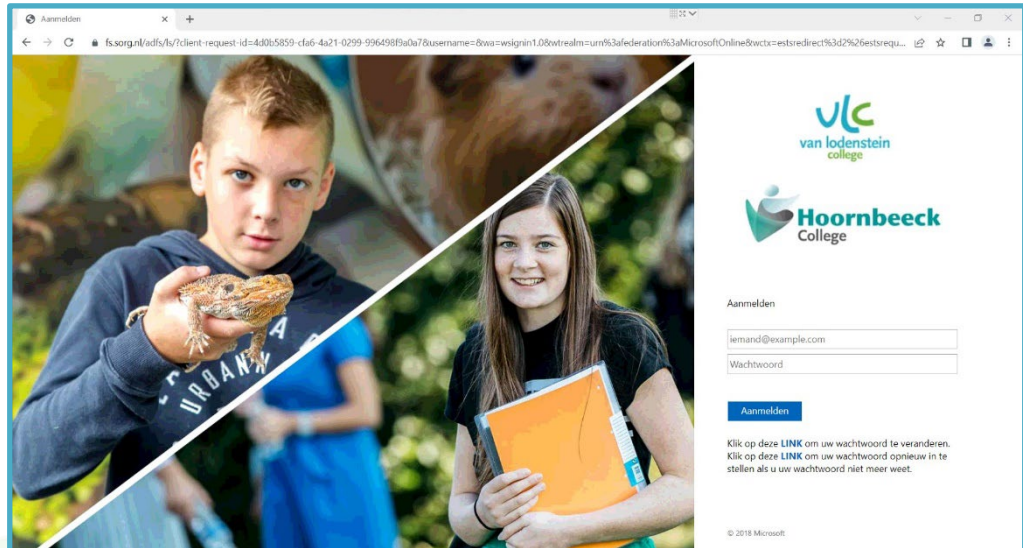 Aanmelden
fs.sorg.nl/adfs/ls/?client-request-id=4d0b5859-cfa6-4a21-0299-996498f9a0a7&username=&wa=wsignin1.0&wtrealm=urn%3afederation%3aMicrosoftOnline&wctx=estsredirect%3d2%26estsrequ...
vlc
van lodenstein
college
Hoornbeeck
College
URBAN
Aanmelden
iemand@example.com
Wachtwoord
Aanmelden
Klik op deze LINK om uw wachtwoord te veranderen.
Klik op deze LINK om uw wachtwoord opnieuw in te
stellen als u uw wachtwoord niet meer weet.
© 2018 Microsoft